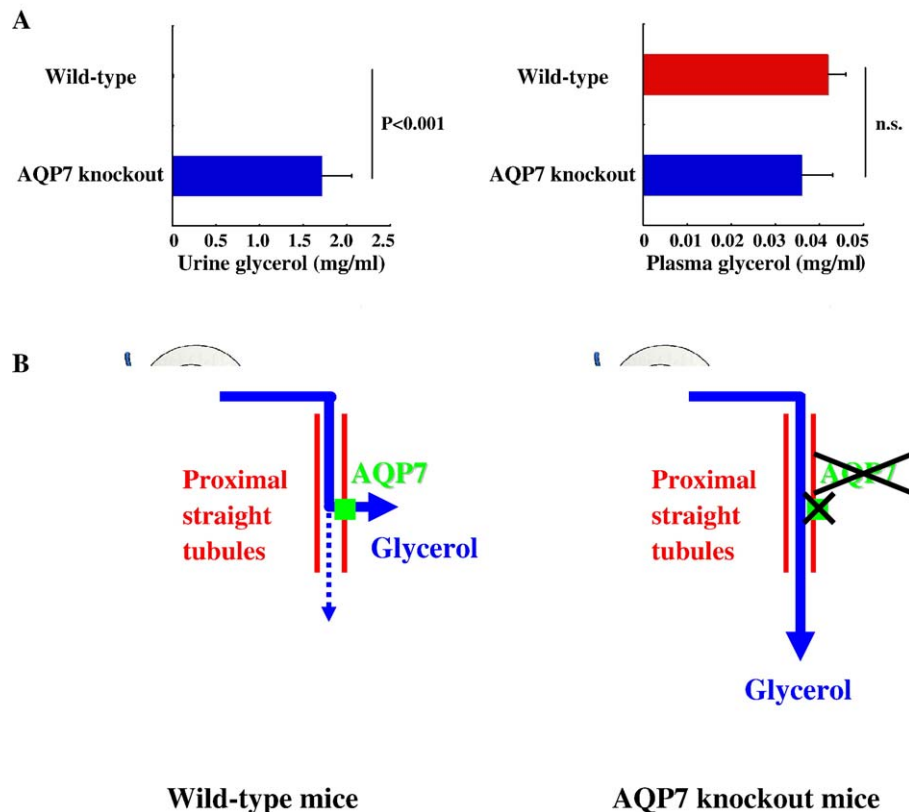 A
Wild-type
P<0.001
AQP7 knockout
0 0.5 1.0 1.5 2.0 2.5
Urine glycerol (mg/ml)
Wild-type
n.s.
AQP7 knockout
0 0.01 0.02 0.03 0.04 0.05
Plasma glycerol (mg/ml)
B
AQP7
Proximal
straight
tubules
Glycerol
Wild-type mice
AQP7
Proximal
straight
tubules
Glycerol
AQP7 knockout mice